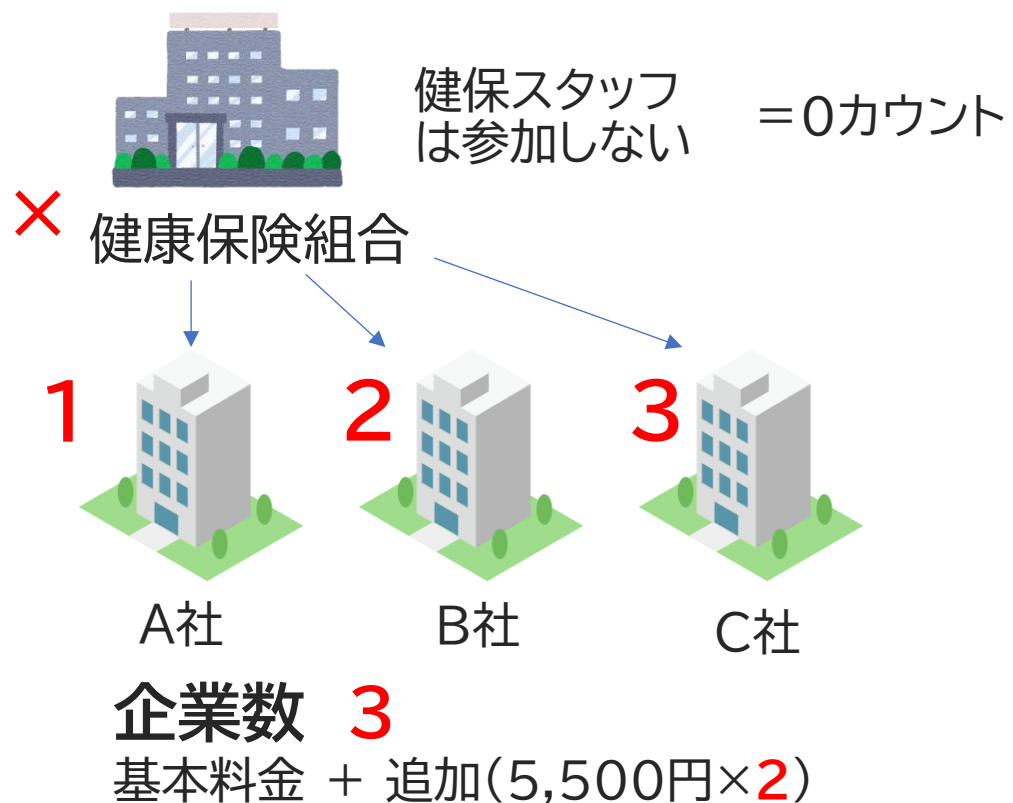 健保スタッフ
は参加しない
＝0カウント
×
健康保険組合
1
2
3
A社
B社
C社
企業数 3
基本料金 ＋ 追加(5,500円×2)